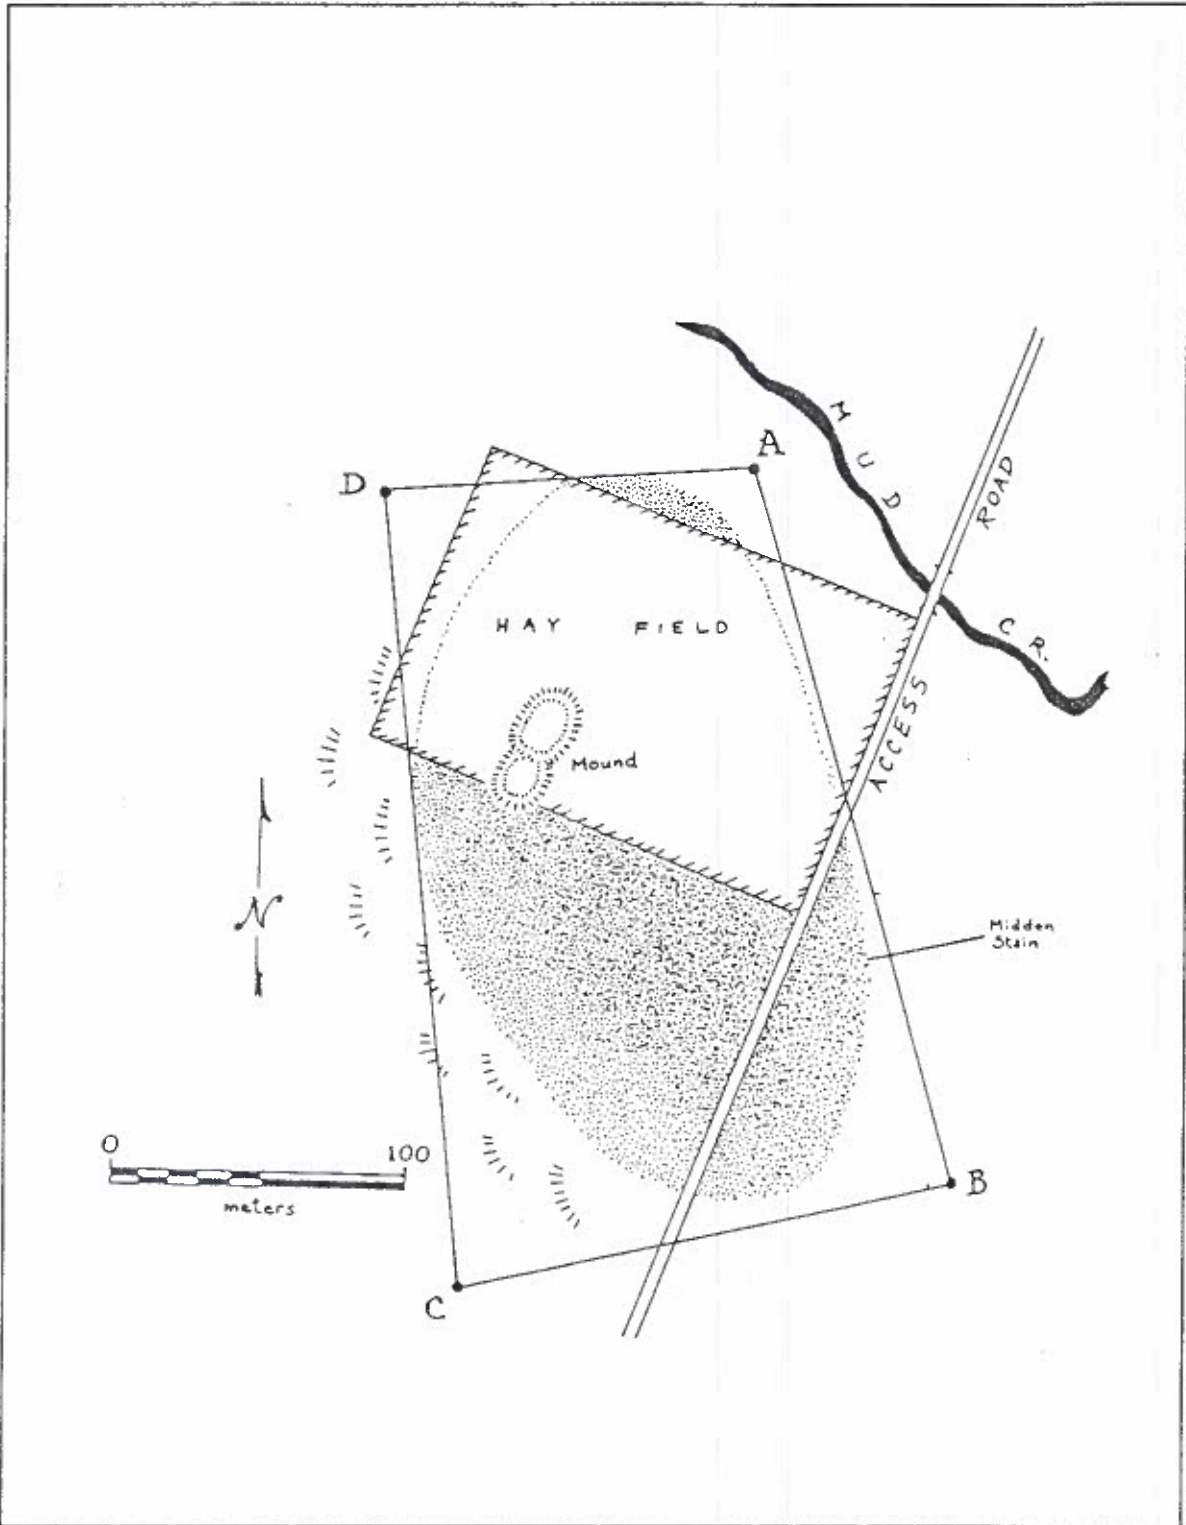 MUD CR.
ACCESS ROAD
A
D
HAY FIELD
Mound
N
Midden
Stain
0 100
meters
B
C